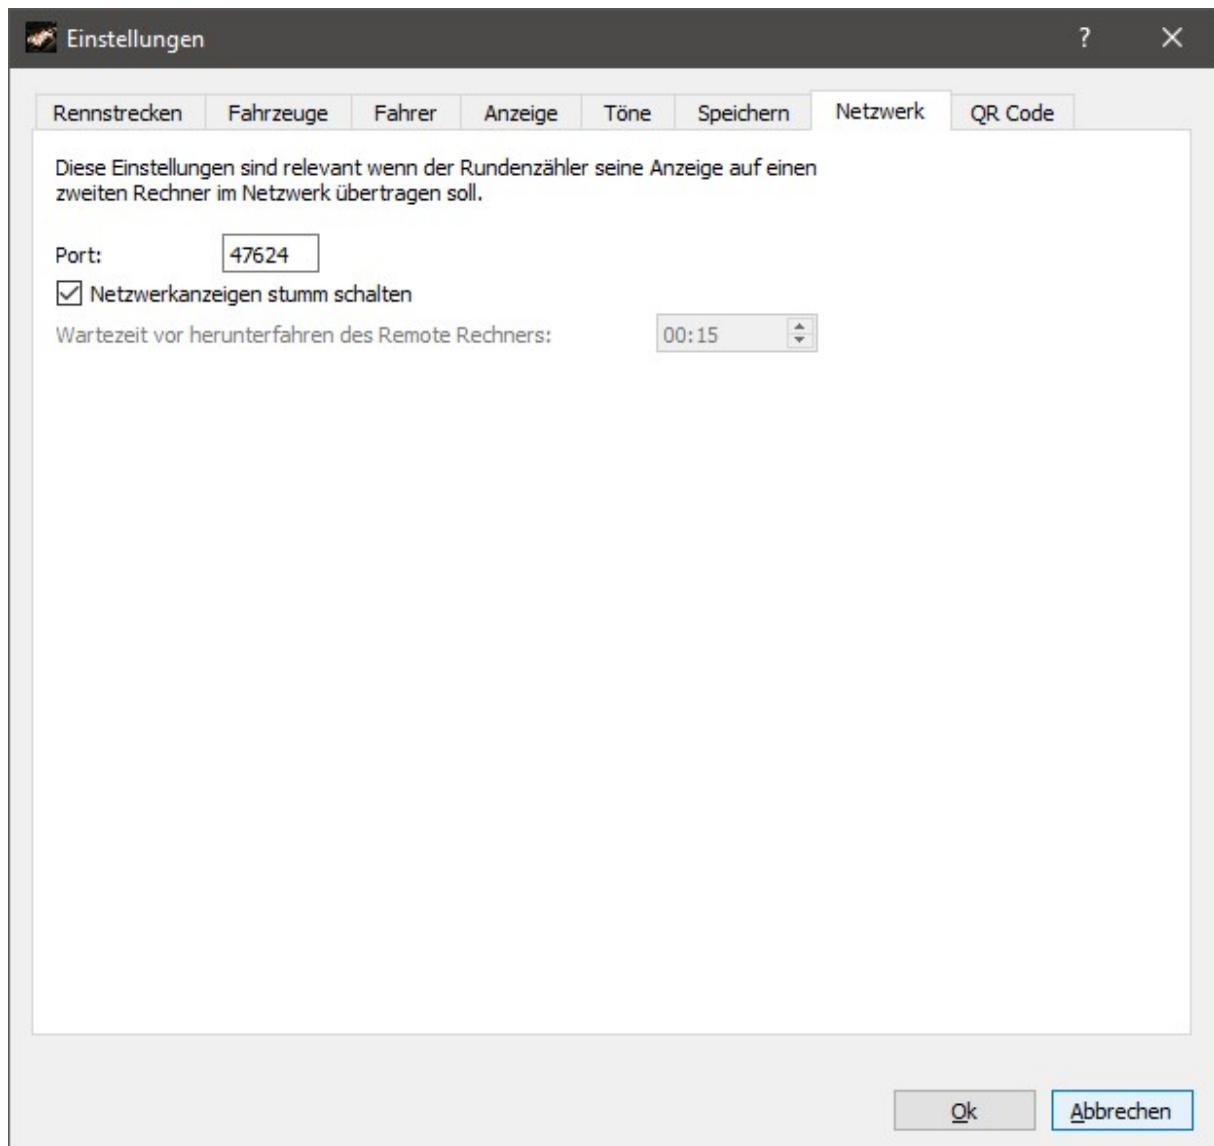 Einstellungen
?
Rennstrecken Fahrzeuge Fahrer Anzeige Töne Speichern Netzwerk QR Code
Diese Einstellungen sind relevant wenn der Rundenzähler seine Anzeige auf einen
zweiten Rechner im Netzwerk übertragen soll.
Port: 47624
Netzwerkanzeigen stumm schalten
Wartezeit vor herunterfahren des Remote Rechners: 00:15
Ok Abbrechen